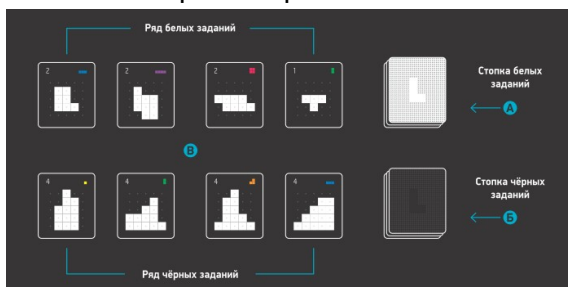 Ряд белых заданий
2
2
2
1
Стопка белых
заданий
А
В
4
4
4
4
Стопка чёрных
заданий
Б
Ряд чёрных заданий